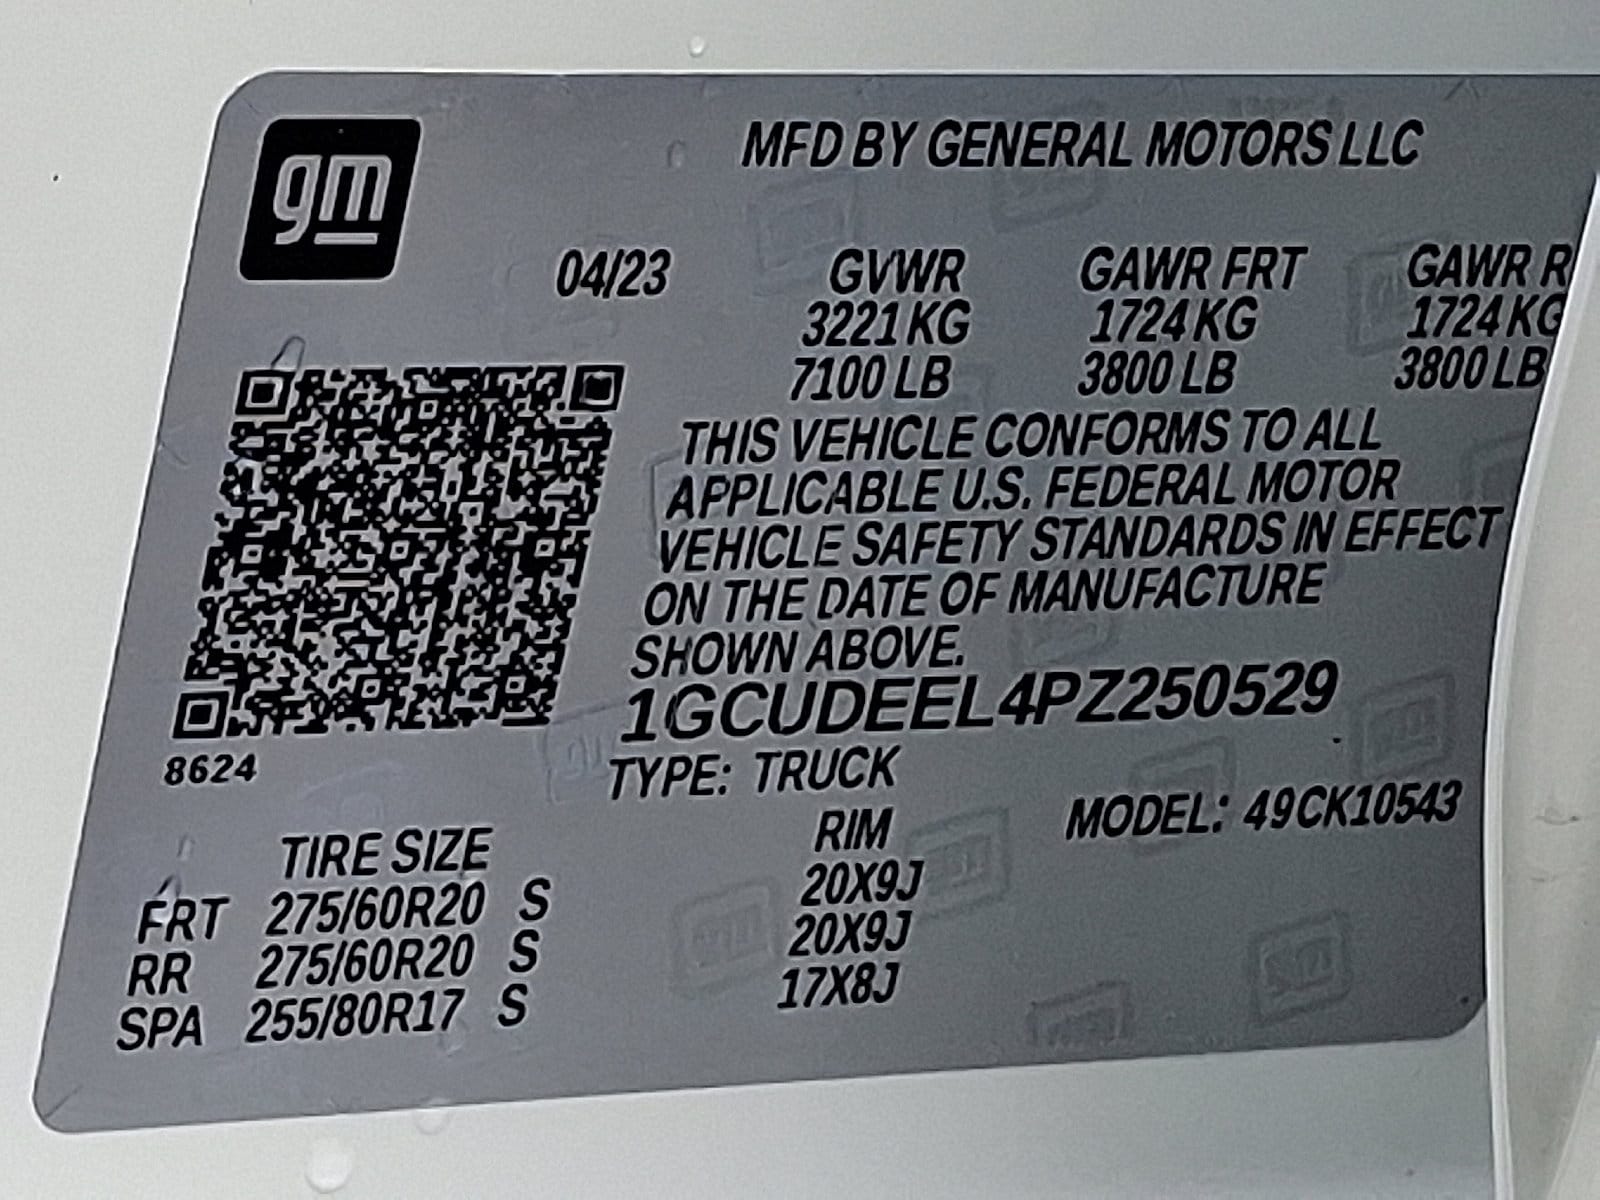 gm
MFD BY GENERAL MOTORS LLC
04/23 GVWR GAWR FRT GAWR R
3221 KG 1724 KG 1724 KG
7100 LB 3800 LB 3800 LB
THIS VEHICLE CONFORMS TO ALL
APPLICABLE U.S. FEDERAL MOTOR
VEHICLE SAFETY STANDARDS IN EFFECT
ON THE DATE OF MANUFACTURE
SHOWN ABOVE.
1GCUDEEL4PZ250529
8624
TYPE: TRUCK
MODEL: 49CK10543
TIRE SIZE RIM
FRT 275/60R20 S 20X9J
RR 275/60R20 S 20X9J
SPA 255/80R17 S 17X8J